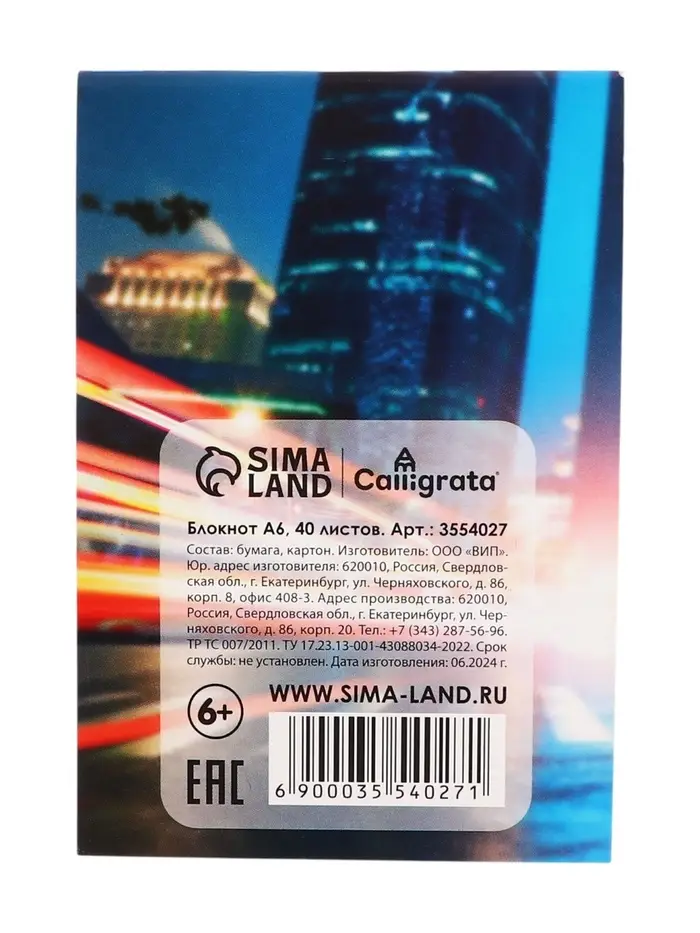 SIMA
LAND
Calligrata
Блокнот А6, 40 листов. Арт.: 3554027
Состав: бумага, картон. Изготовитель: ООО «ВИП».
Юр. адрес изготовителя: 620010, Россия, Свердлов-
ская обл., г. Екатеринбург, ул. Черняховского, д. 86,
корп. 8, офис 408-3. Адрес производства: 620010,
Россия, Свердловская обл., г. Екатеринбург, ул. Чер-
няховского, д. 86, корп. 20. Тел.: +7 (343) 287-56-96.
ТР ТС 007/2011. ТУ 17.23.13-001-43088034-2022. Срок
службы: не установлен. Дата изготовления: 06.2024 г.
6+
WWW.SIMA-LAND.RU
EAC
6 900035 540271